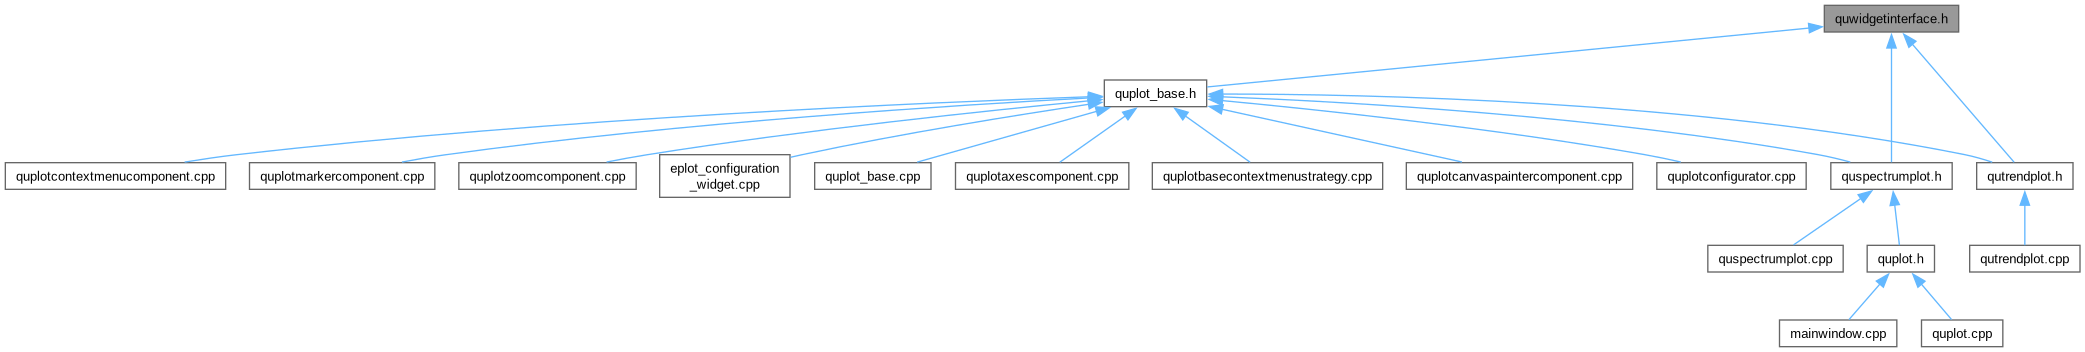 quwidgetinterface.h
quplot_base.h
quplotcontextmenucomponent.cpp
quplotmarkercomponent.cpp
quplotzoomcomponent.cpp
eplot_configuration
_widget.cpp
quplot_base.cpp
quplotaxescomponent.cpp
quplotbasecontextmenustrategy.cpp
quplotcanvaspaintercomponent.cpp
quplotconfigurator.cpp
quspectrumplot.h
qutrendplot.h
quspectrumplot.cpp
quplot.h
qutrendplot.cpp
mainwindow.cpp
quplot.cpp